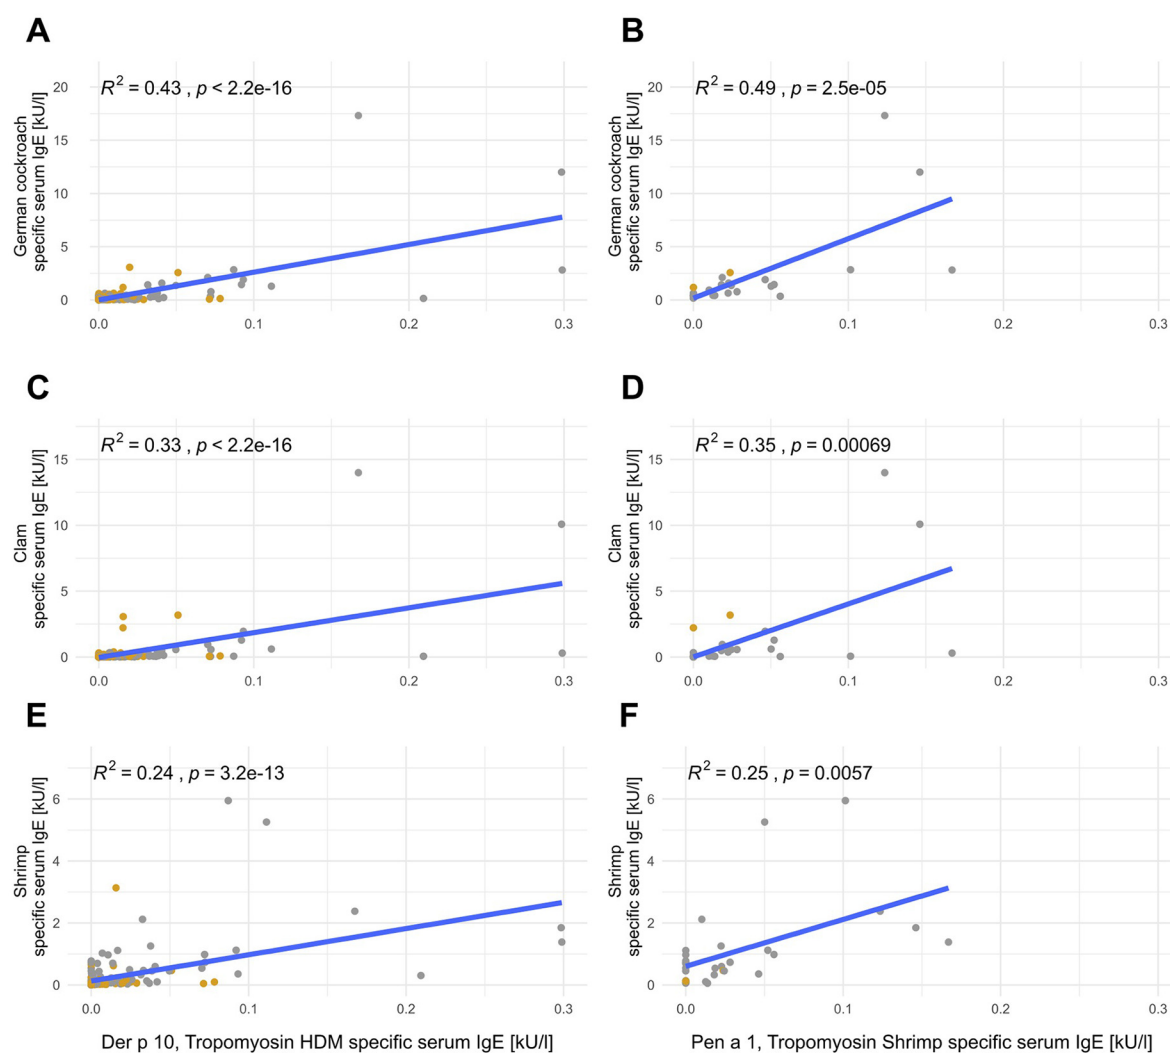 A
B
R² = 0.43 , p < 2.2e-16
R² = 0.49 , p = 2.5e-05
German cockroach
specific serum IgE [kU/l]
20
15
10
5
0
0.0 0.1 0.2 0.3
German cockroach
specific serum IgE [kU/l]
20
15
10
5
0
0.0 0.1 0.2 0.3
C
D
R² = 0.33 , p < 2.2e-16
R² = 0.35 , p = 0.00069
Clam
specific serum IgE [kU/l]
15
10
5
0
0.0 0.1 0.2 0.3
Clam
specific serum IgE [kU/l]
15
10
5
0
0.0 0.1 0.2 0.3
E
F
R² = 0.24 , p = 3.2e-13
R² = 0.25 , p = 0.0057
Shrimp
specific serum IgE [kU/l]
6
4
2
0
0.0 0.1 0.2 0.3
Shrimp
specific serum IgE [kU/l]
6
4
2
0
0.0 0.1 0.2 0.3
Der p 10, Tropomyosin HDM specific serum IgE [kU/l]
Pen a 1, Tropomyosin Shrimp specific serum IgE [kU/l]